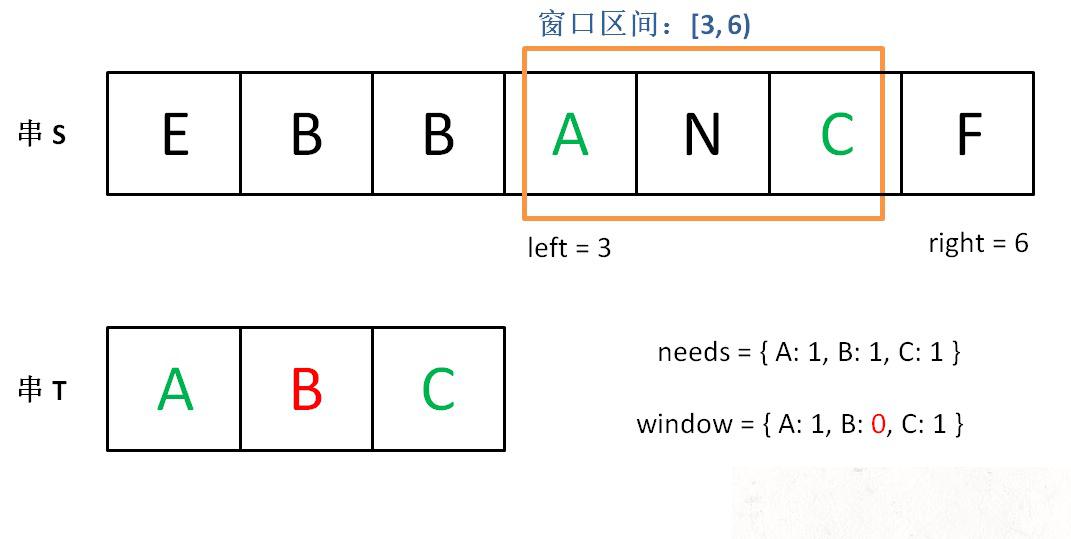 窗口区间：[3, 6)
串 S
E B B A N C F
left = 3
right = 6
串 T
A B C
needs = { A: 1, B: 1, C: 1 }
window = { A: 1, B: 0, C: 1 }